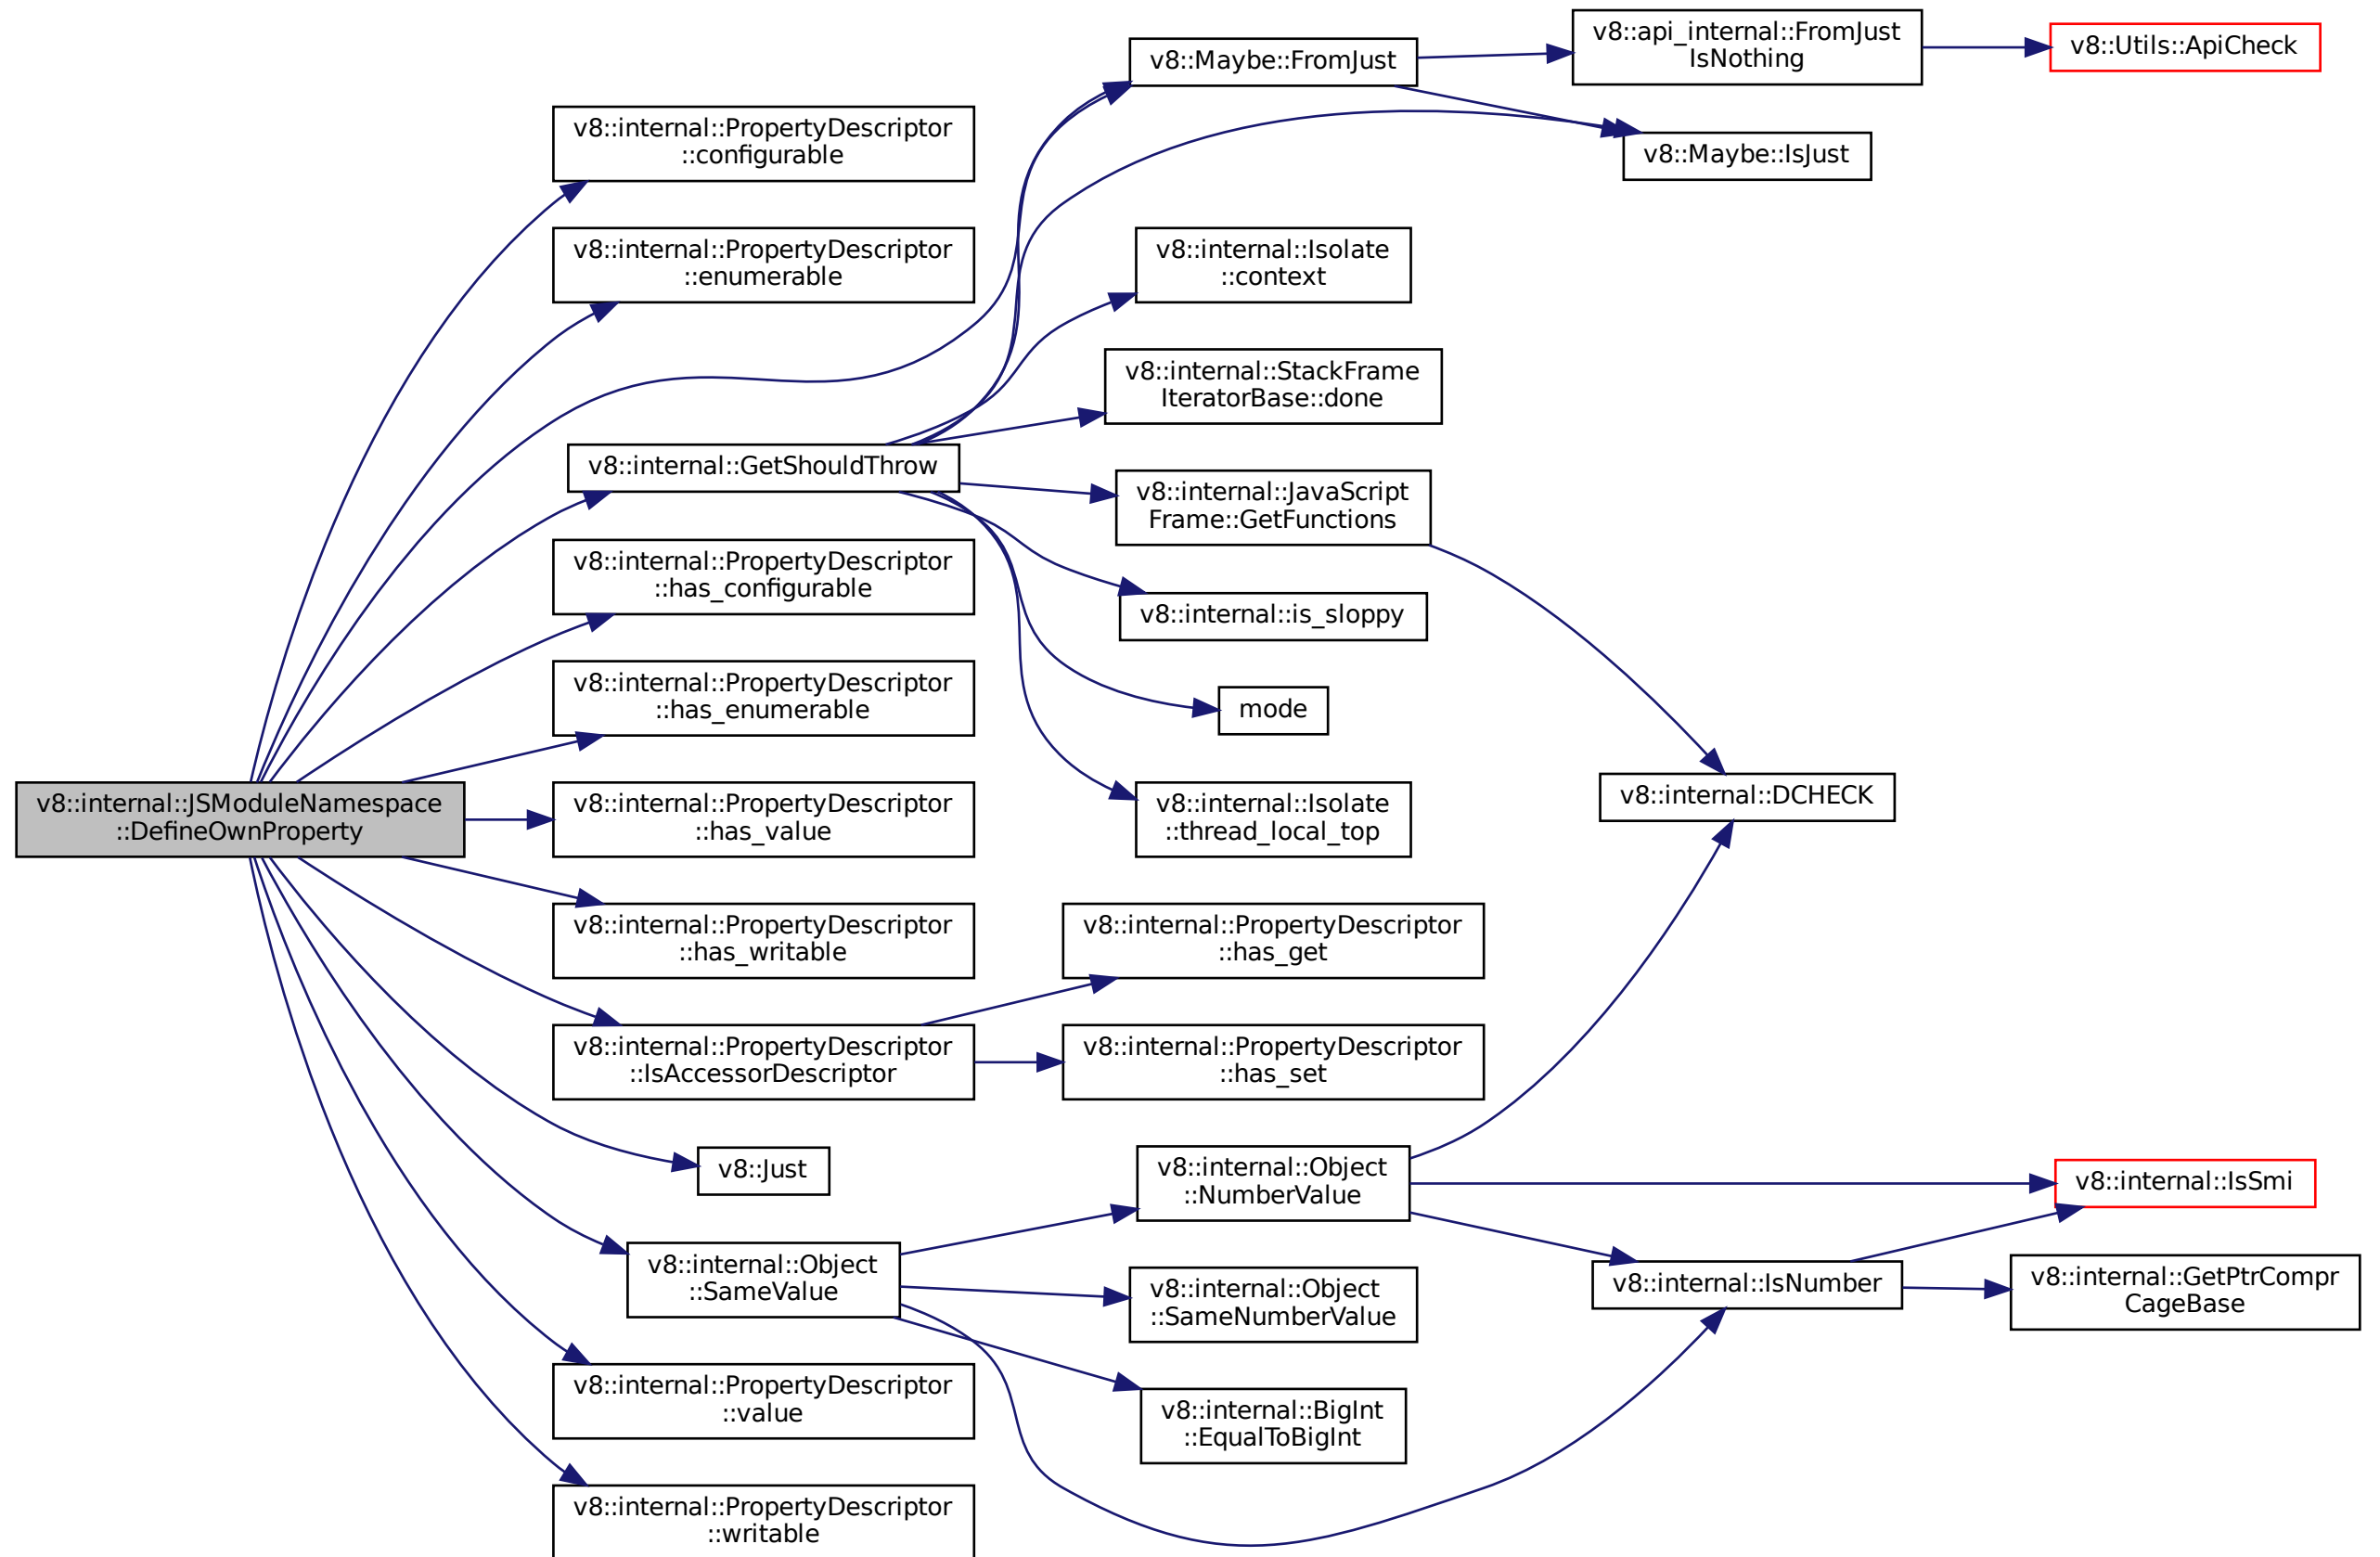 v8::internal::JSModuleNamespace
::DefineOwnProperty
v8::internal::PropertyDescriptor
::configurable
v8::internal::PropertyDescriptor
::enumerable
v8::internal::GetShouldThrow
v8::internal::PropertyDescriptor
::has_configurable
v8::internal::PropertyDescriptor
::has_enumerable
v8::internal::PropertyDescriptor
::has_value
v8::internal::PropertyDescriptor
::has_writable
v8::internal::PropertyDescriptor
::IsAccessorDescriptor
v8::Just
v8::internal::Object
::SameValue
v8::internal::PropertyDescriptor
::value
v8::internal::PropertyDescriptor
::writable
v8::Maybe::FromJust
v8::internal::Isolate
::context
v8::internal::StackFrame
IteratorBase::done
v8::internal::JavaScript
Frame::GetFunctions
v8::internal::is_sloppy
mode
v8::internal::Isolate
::thread_local_top
v8::internal::PropertyDescriptor
::has_get
v8::internal::PropertyDescriptor
::has_set
v8::internal::Object
::NumberValue
v8::internal::Object
::SameNumberValue
v8::internal::BigInt
::EqualToBigInt
v8::api_internal::FromJust
IsNothing
v8::Maybe::IsJust
v8::internal::DCHECK
v8::internal::IsNumber
v8::Utils::ApiCheck
v8::internal::IsSmi
v8::internal::GetPtrCompr
CageBase